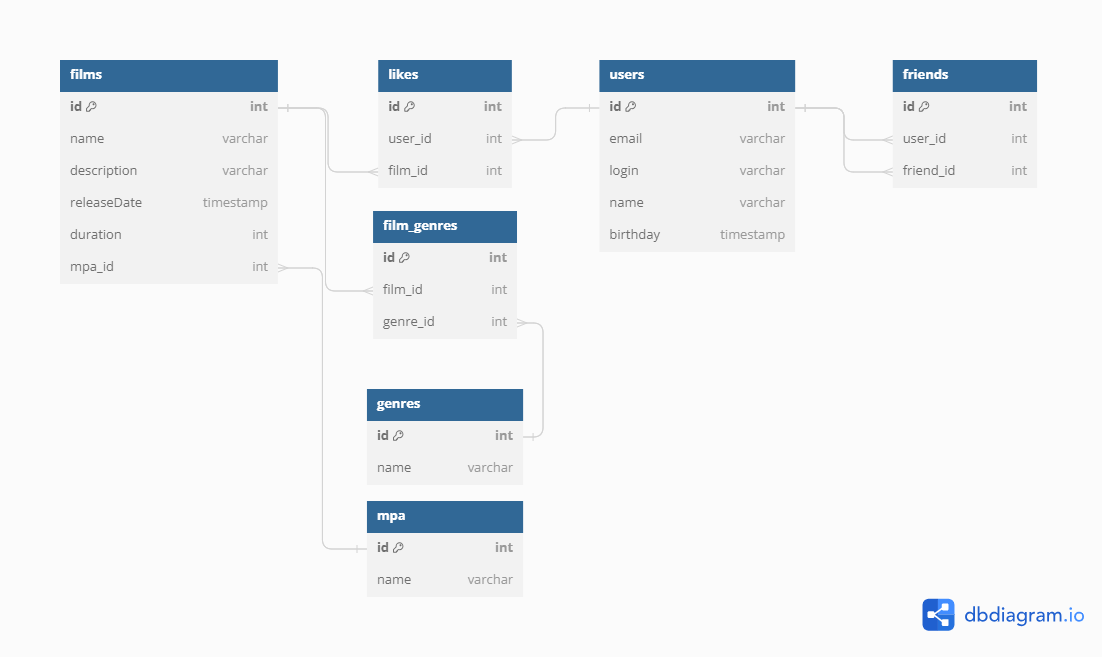 films
id int
name varchar
description varchar
releaseDate timestamp
duration int
mpa_id int
likes
id int
user_id int
film_id int
film_genres
id int
film_id int
genre_id int
genres
id int
name varchar
mpa
id int
name varchar
users
id int
email varchar
login varchar
name varchar
birthday timestamp
friends
id int
user_id int
friend_id int
dbdiagram.io